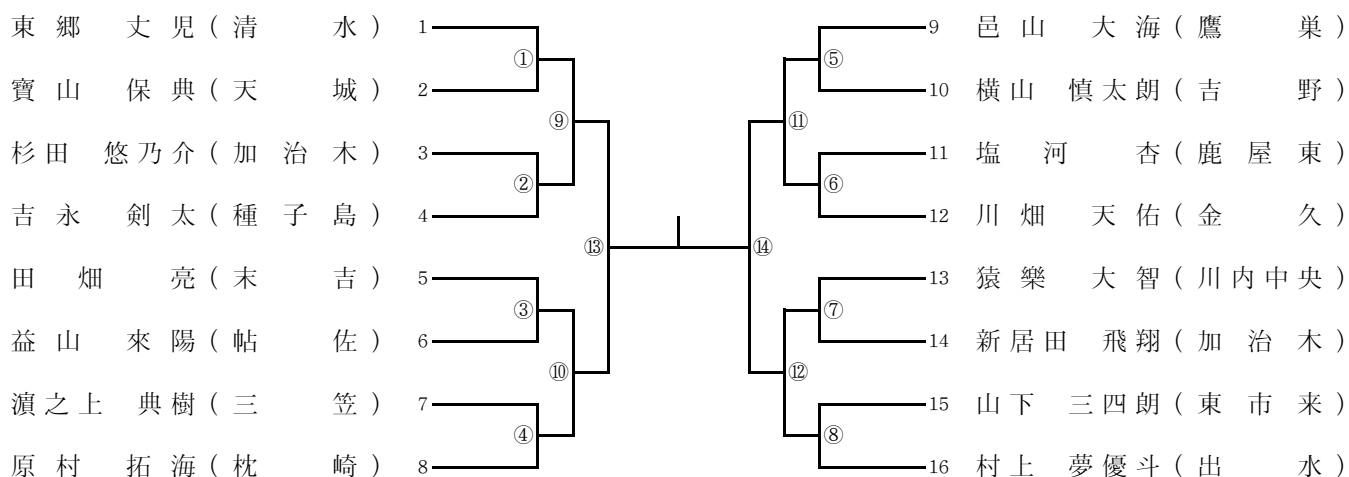 東郷 丈児(清水) 1
① ⑤
9 邑山 大海(鷹巣)
寶山 保典(天城) 2
10 横山 慎太朗(吉野)
⑨ ⑪
杉田 悠乃介(加治木) 3
11 塩河 杏(鹿屋東)
② ⑥
吉永 剣太(種子島) 4
12 川畑 天佑(金久)
⑬ ⑭
田畑 亮(末吉) 5
13 猿樂 大智(川内中央)
③ ⑦
益山 來陽(帖佐) 6
14 新居田 飛翔(加治木)
⑩ ⑫
濵之上 典樹(三笠) 7
15 山下 三四朗(東市来)
④ ⑧
原村 拓海(枕崎) 8
16 村上 夢優斗(出水)